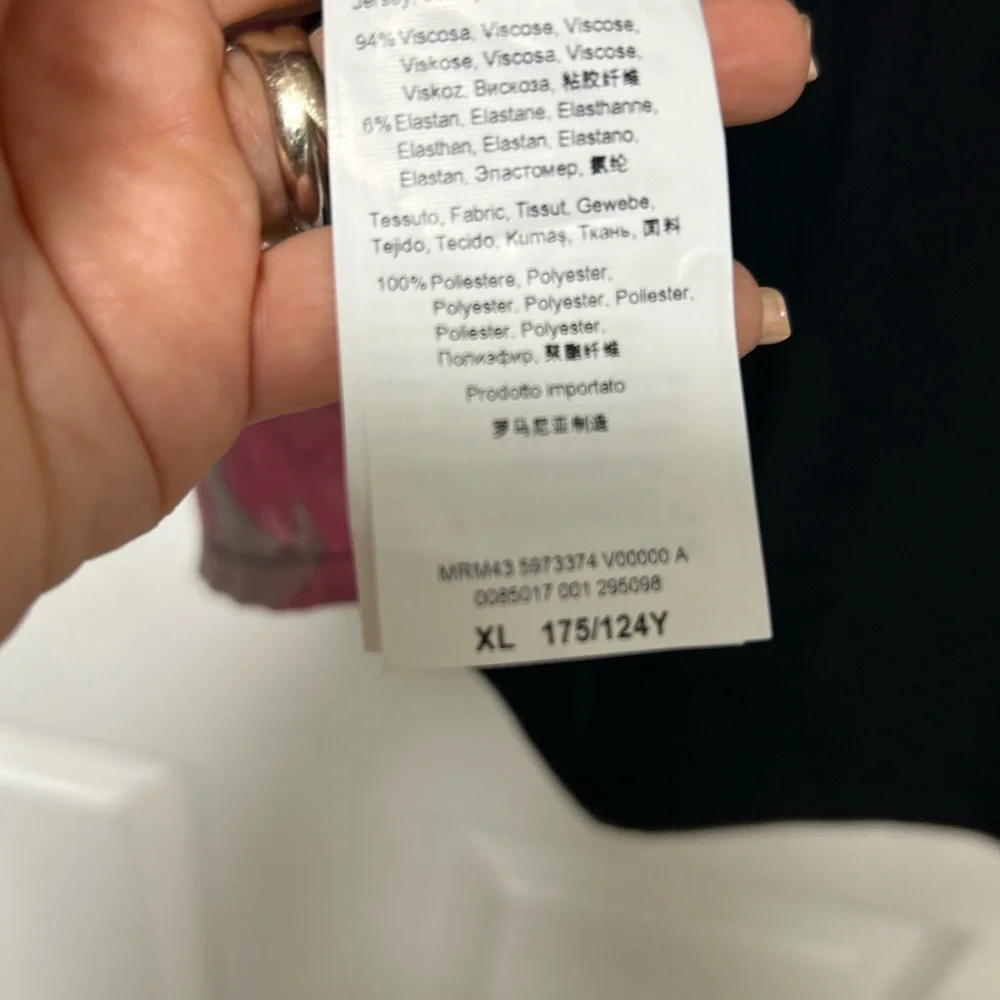 Jersey,
94% Viscosa, Viscose, Viscose,
Viskose, Viscosa, Viscose,
Viskoz, Вискоза, 粘胶纤维
6% Elastan, Elastane, Elasthanne,
Elasthan, Elastan, Elastano,
Elastan, Эластомер, 氨纶
Tessuto, Fabric, Tissut, Gewebe,
Tejido, Tecido, Kumaş, Ткань, 面料
100% Poliestere, Polyester,
Polyester, Polyester, Poliester,
Poliester, Polyester,
Полиэфир, 聚酯纤维
Prodotto importato
罗马尼亚制造
MRM43 5973374 V00000 A
0085017 001 295098
XL 175/124Y